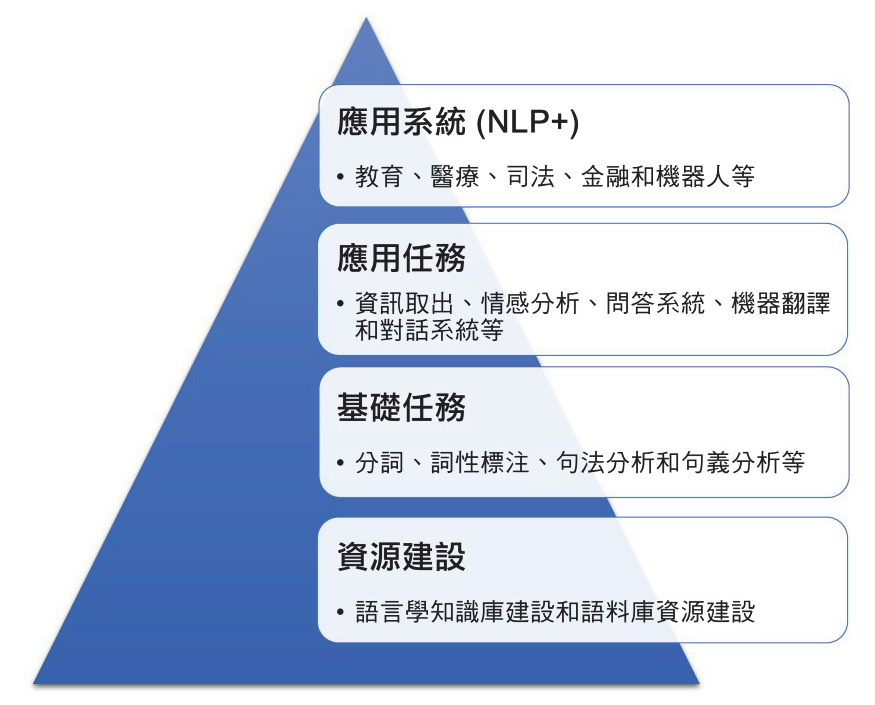 應用系統 (NLP+)
• 教育、醫療、司法、金融和機器人等
應用任務
• 資訊取出、情感分析、問答系統、機器翻譯
和對話系統等
基礎任務
• 分詞、詞性標注、句法分析和句義分析等
資源建設
• 語言學知識庫建設和語料庫資源建設